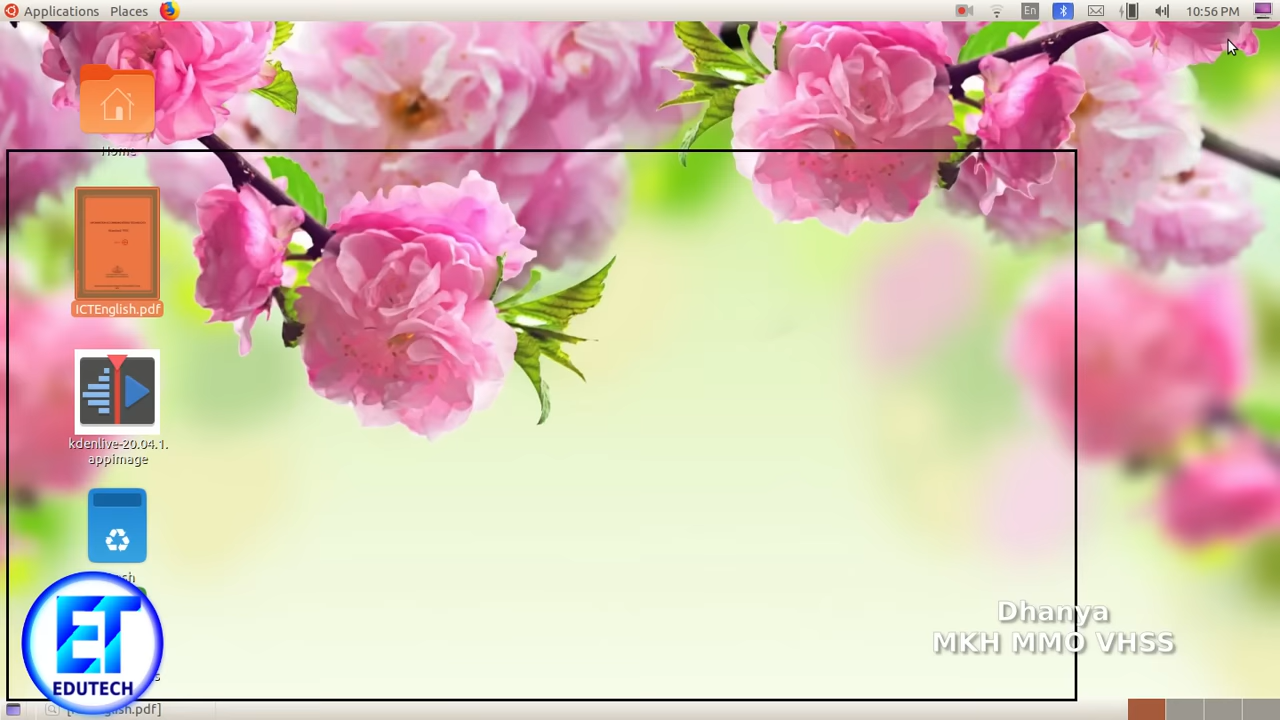 Applications Places
En
10:56 PM
Home
ICTEnglish.pdf
kdenlive-20.04.1.
appimage
ET
EDUTECH
Dhanya
MKH MMO VHSS